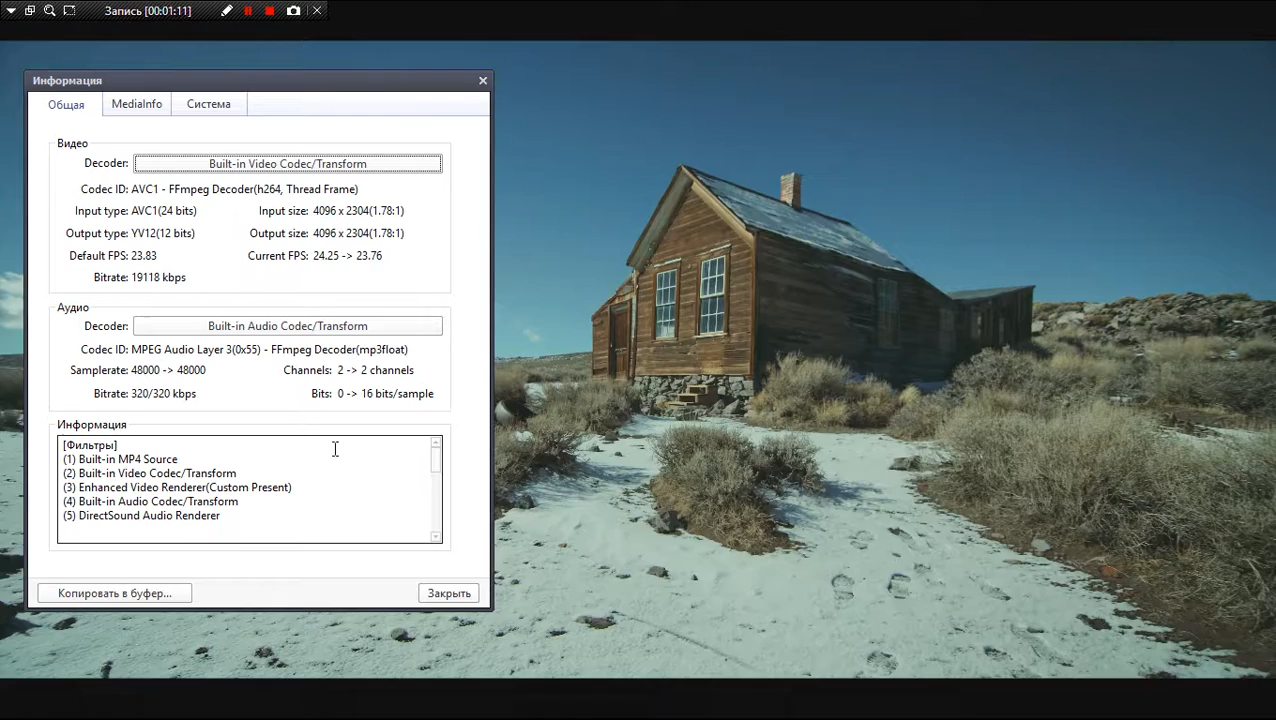 Запись [00:01:11]
Информация
Общая MediaInfo Система
Видео
Decoder: Built-in Video Codec/Transform
Codec ID: AVC1 - FFmpeg Decoder(h264, Thread Frame)
Input type: AVC1(24 bits) Input size: 4096 x 2304(1.78:1)
Output type: YV12(12 bits) Output size: 4096 x 2304(1.78:1)
Default FPS: 23.83 Current FPS: 24.25 -> 23.76
Bitrate: 19118 kbps
Аудио
Decoder: Built-in Audio Codec/Transform
Codec ID: MPEG Audio Layer 3(0x55) - FFmpeg Decoder(mp3float)
Samplerate: 48000 -> 48000 Channels: 2 -> 2 channels
Bitrate: 320/320 kbps Bits: 0 -> 16 bits/sample
Информация
[Фильтры]
(1) Built-in MP4 Source
(2) Built-in Video Codec/Transform
(3) Enhanced Video Renderer(Custom Present)
(4) Built-in Audio Codec/Transform
(5) DirectSound Audio Renderer
Копировать в буфер... Закрыть